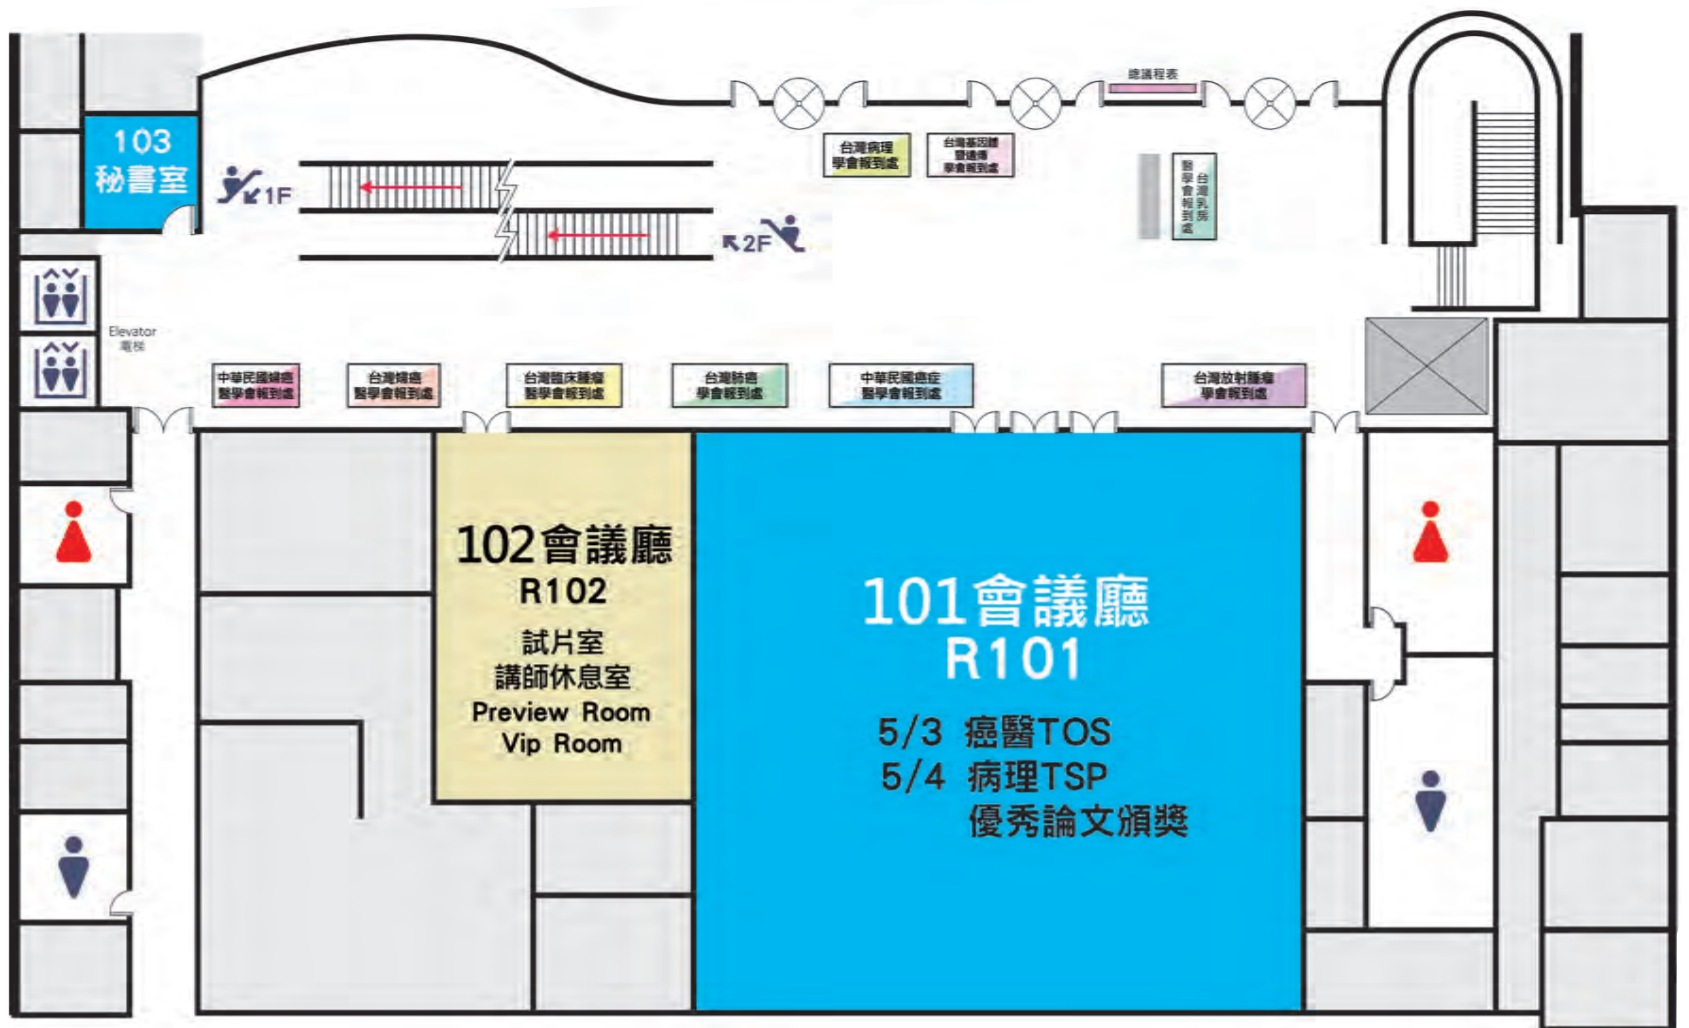 總議程表
103
秘書室
台灣病理
學會報到處
台灣基因體
暨遺傳
學會報到處
台灣乳房
醫學會報到處
1F
2F
Elevator
電梯
中華民國婦癌
醫學會報到處
台灣婦癌
醫學會報到處
台灣臨床腫瘤
醫學會報到處
台灣肺癌
學會報到處
中華民國癌症
醫學會報到處
台灣放射腫瘤
學會報到處
102會議廳
R102
試片室
講師休息室
Preview Room
Vip Room
101會議廳
R101
5/3 癌醫TOS
5/4 病理TSP
優秀論文頒獎